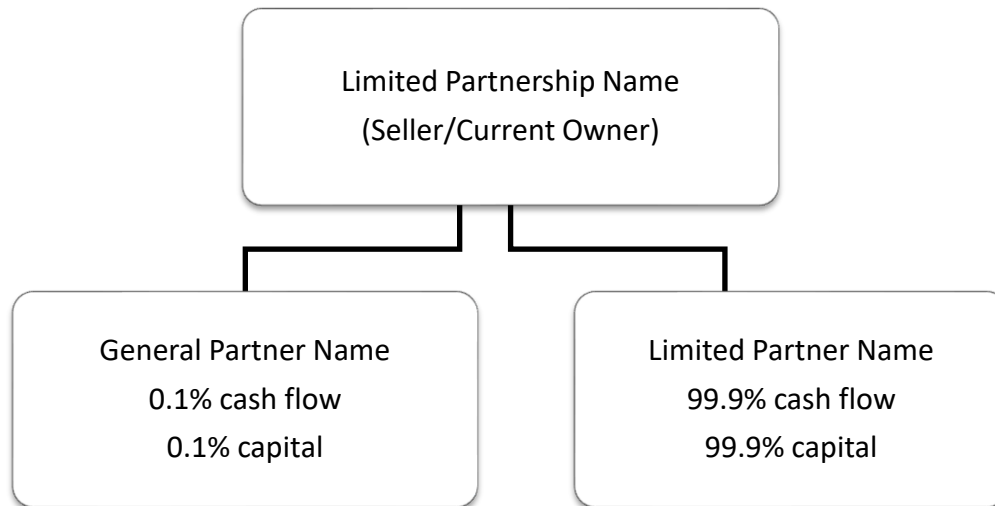 Limited Partnership Name
(Seller/Current Owner)
General Partner Name
0.1% cash flow
0.1% capital
Limited Partner Name
99.9% cash flow
99.9% capital